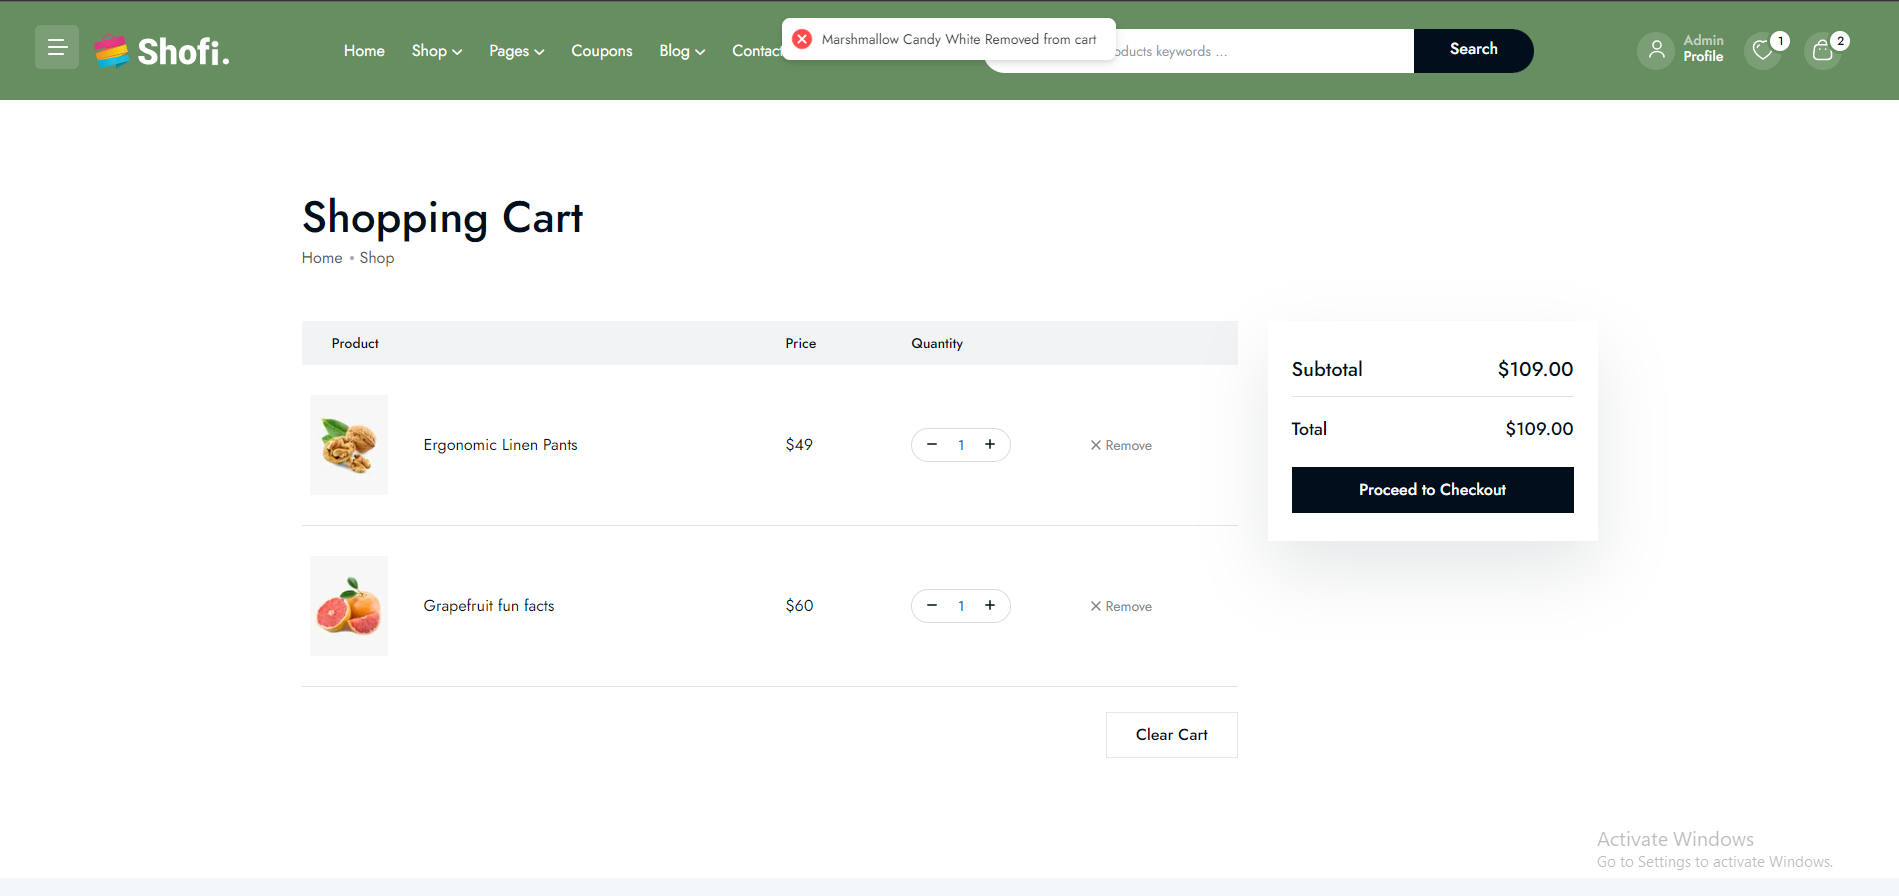 Shofi.
Home Shop Pages Coupons Blog Contact
Marshmallow Candy White Removed from cart
keywords ...
Search
Admin
Profile
1
2
Shopping Cart
Home • Shop
Product Price Quantity
Ergonomic Linen Pants $49 − 1 + × Remove
Grapefruit fun facts $60 − 1 + × Remove
Clear Cart
Subtotal $109.00
Total $109.00
Proceed to Checkout
Activate Windows
Go to Settings to activate Windows.